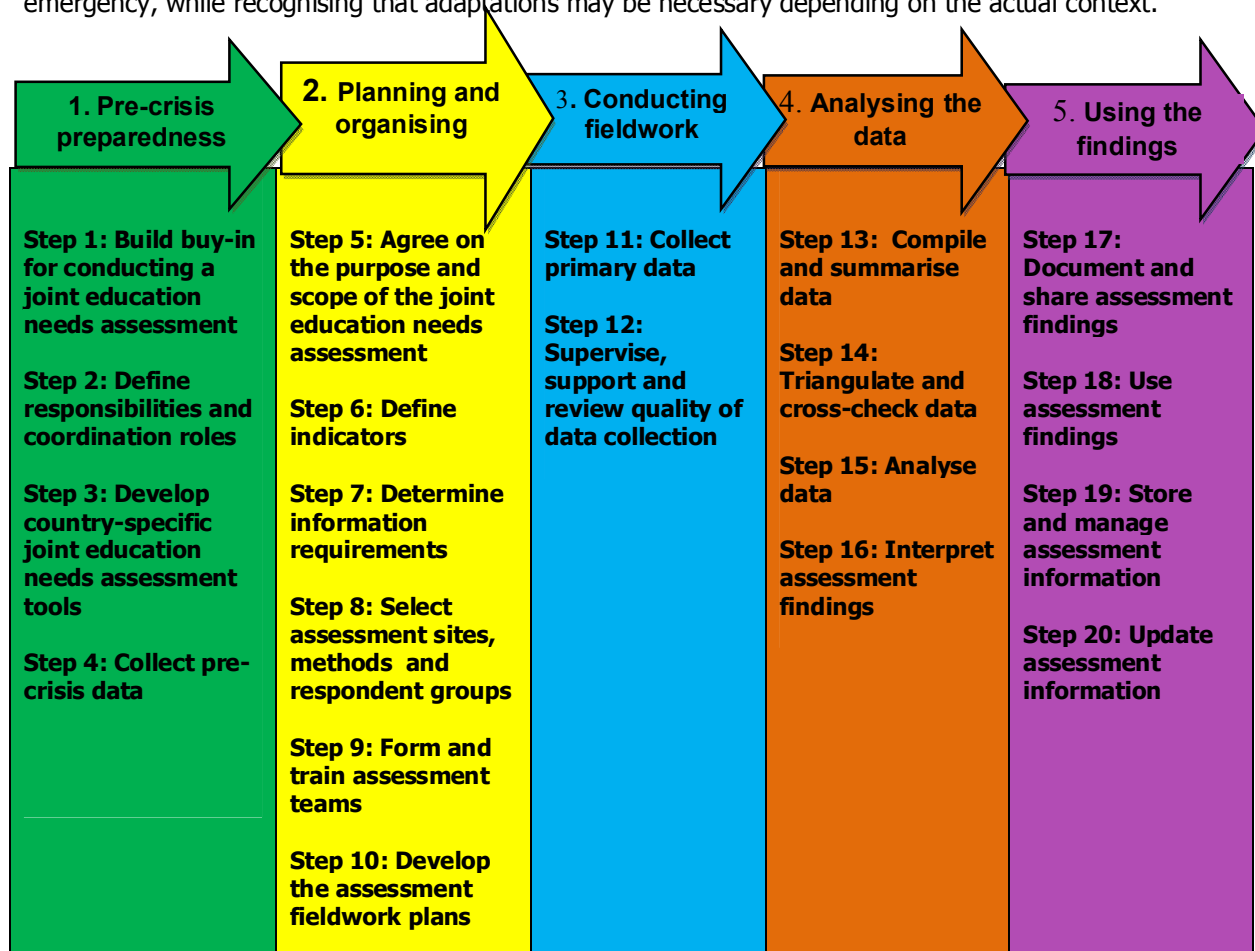 emergency, while recognising that adaptations may be necessary depending on the actual context.
1. Pre-crisis
preparedness
2. Planning and
organising
3. Conducting
fieldwork
4. Analysing the
data
5. Using the
findings
Step 1: Build buy-in
for conducting a
joint education
needs assessment
Step 2: Define
responsibilities and
coordination roles
Step 3: Develop
country-specific
joint education
needs assessment
tools
Step 4: Collect pre-
crisis data
Step 5: Agree on
the purpose and
scope of the joint
education needs
assessment
Step 6: Define
indicators
Step 7: Determine
information
requirements
Step 8: Select
assessment sites,
methods and
respondent groups
Step 9: Form and
train assessment
teams
Step 10: Develop
the assessment
fieldwork plans
Step 11: Collect
primary data
Step 12:
Supervise,
support and
review quality of
data collection
Step 13: Compile
and summarise
data
Step 14:
Triangulate and
cross-check data
Step 15: Analyse
data
Step 16: Interpret
assessment
findings
Step 17:
Document and
share assessment
findings
Step 18: Use
assessment
findings
Step 19: Store
and manage
assessment
information
Step 20: Update
assessment
information